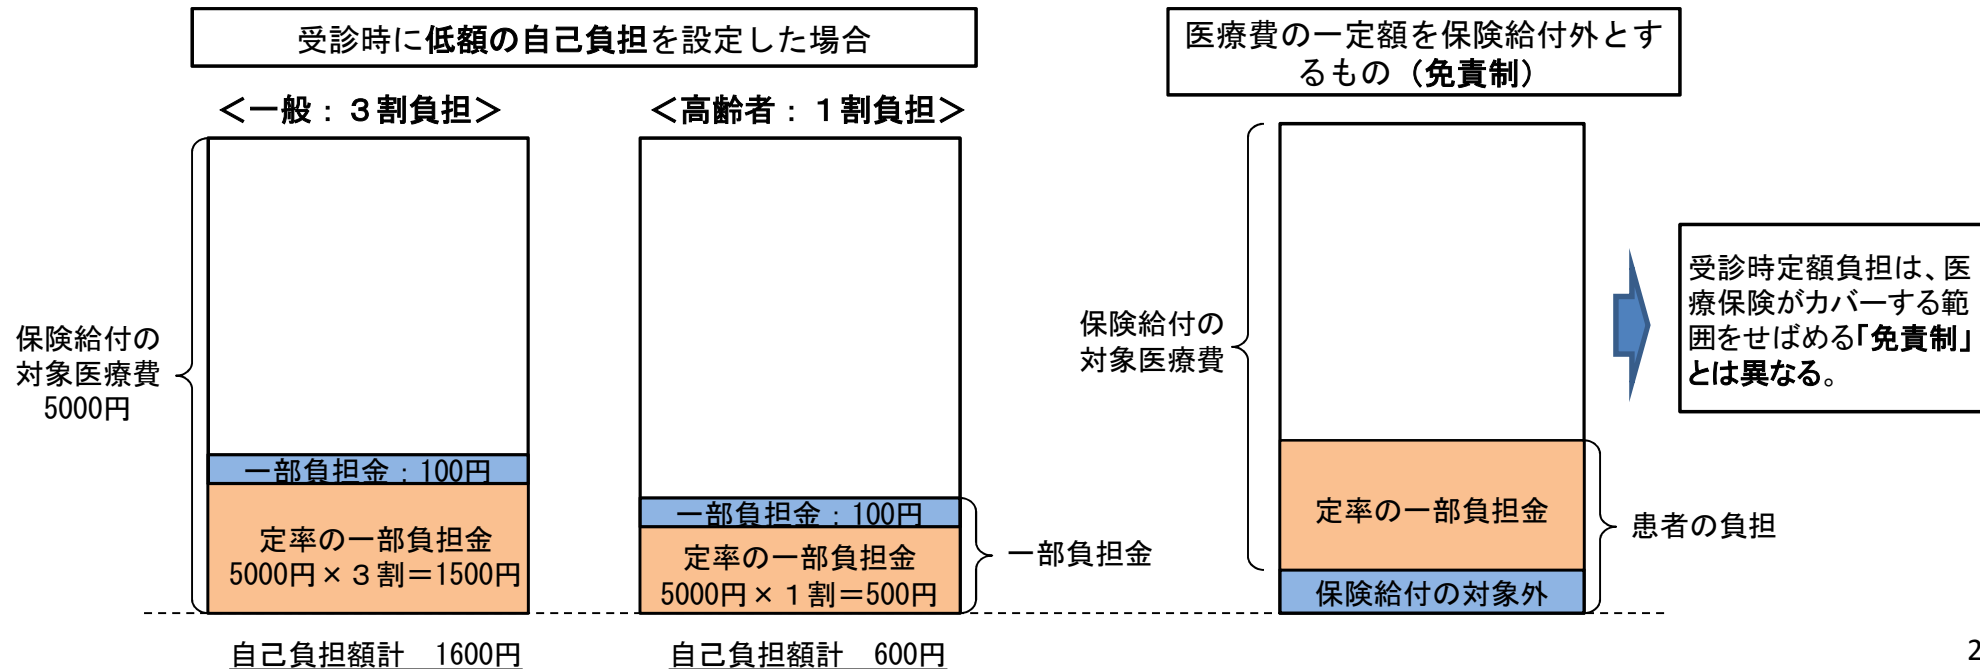 受診時に低額の自己負担を設定した場合
＜一般：３割負担＞
＜高齢者：１割負担＞
保険給付の
対象医療費
5000円
一部負担金：100円
定率の一部負担金
5000円×３割＝1500円
自己負担額計　1600円
一部負担金：100円
定率の一部負担金
5000円×１割＝500円
一部負担金
自己負担額計　600円
医療費の一定額を保険給付外とす
るもの（免責制）
保険給付の
対象医療費
定率の一部負担金
保険給付の対象外
患者の負担
受診時定額負担は、医
療保険がカバーする範
囲をせばめる「免責制」
とは異なる。
2